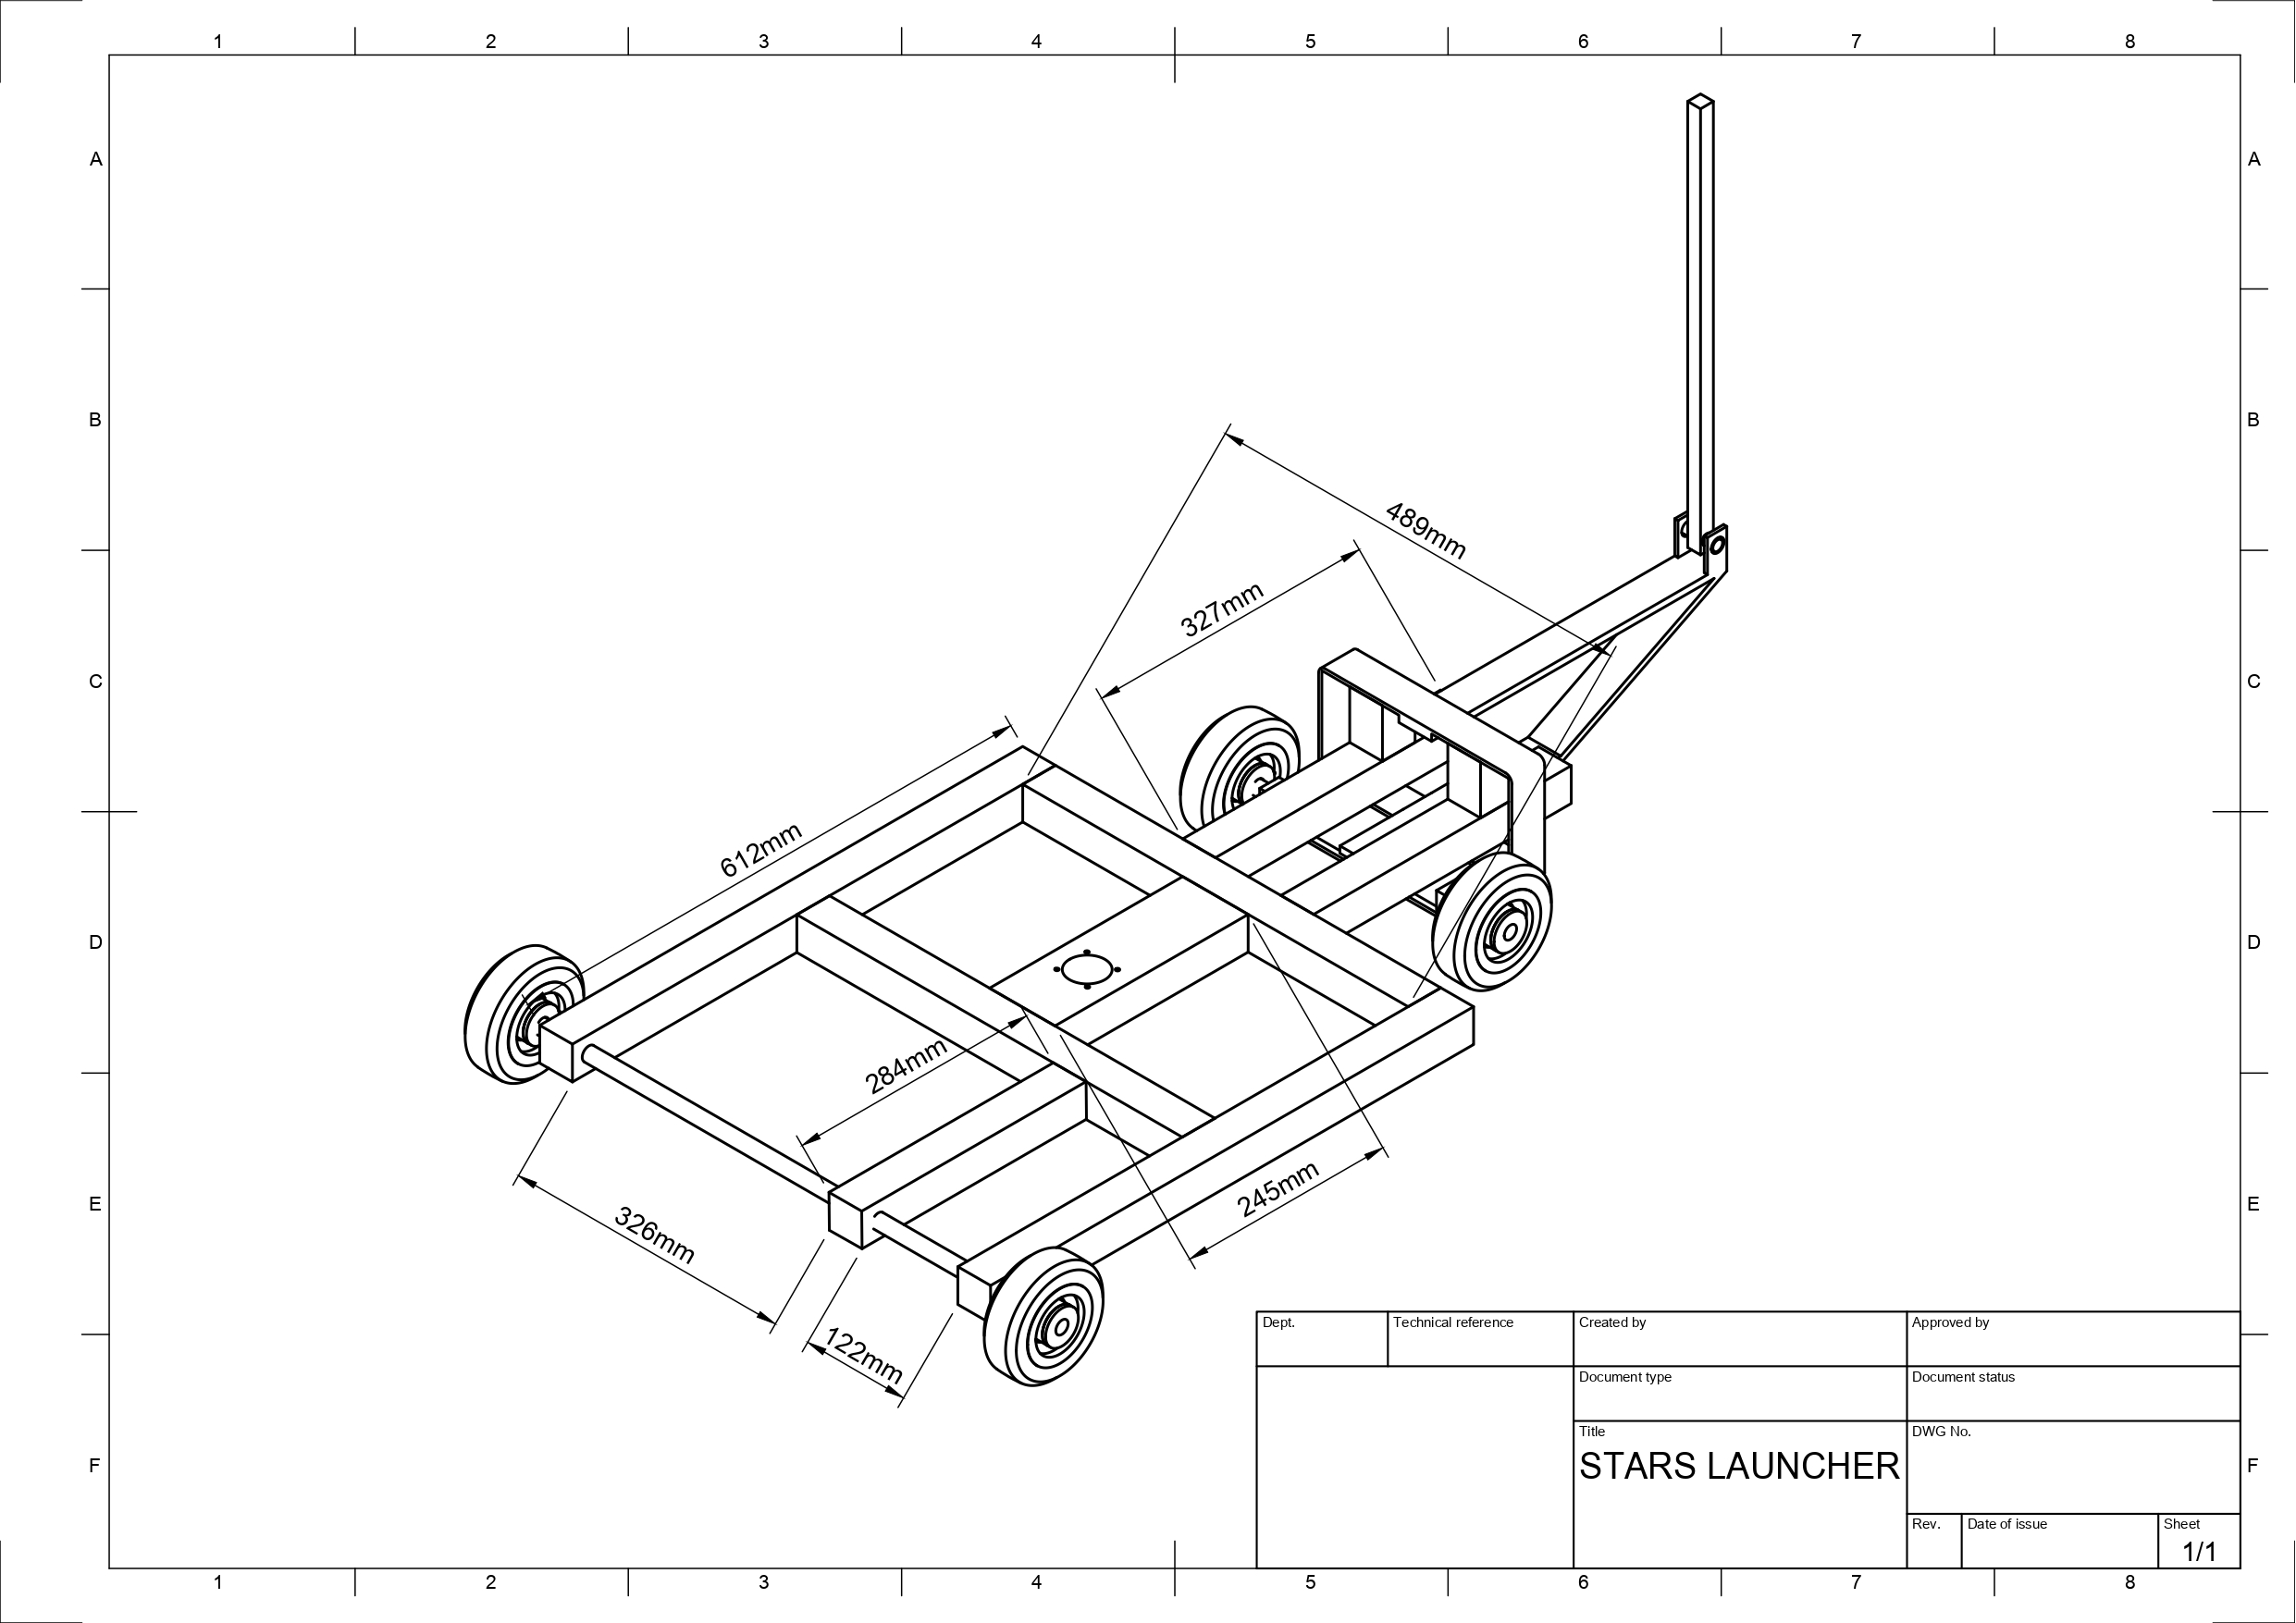 1 2 3 4 5 6 7 8
A A
B B
489mm
327mm
C C
612mm
D D
284mm
245mm
E E
326mm
122mm
Dept. Technical reference Created by Approved by
Document type Document status
Title DWG No.
STARS LAUNCHER
F F
Rev. Date of issue Sheet
1/1
1 2 3 4 5 6 7 8